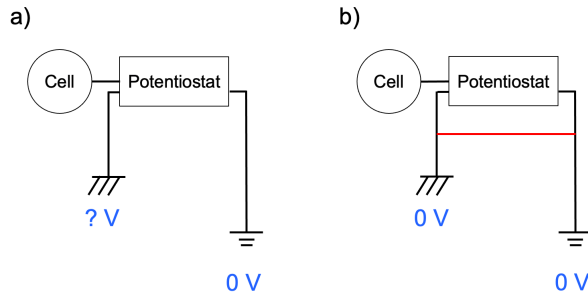 a)
Cell
Potentiostat
? V
0 V
b)
Cell
Potentiostat
0 V
0 V